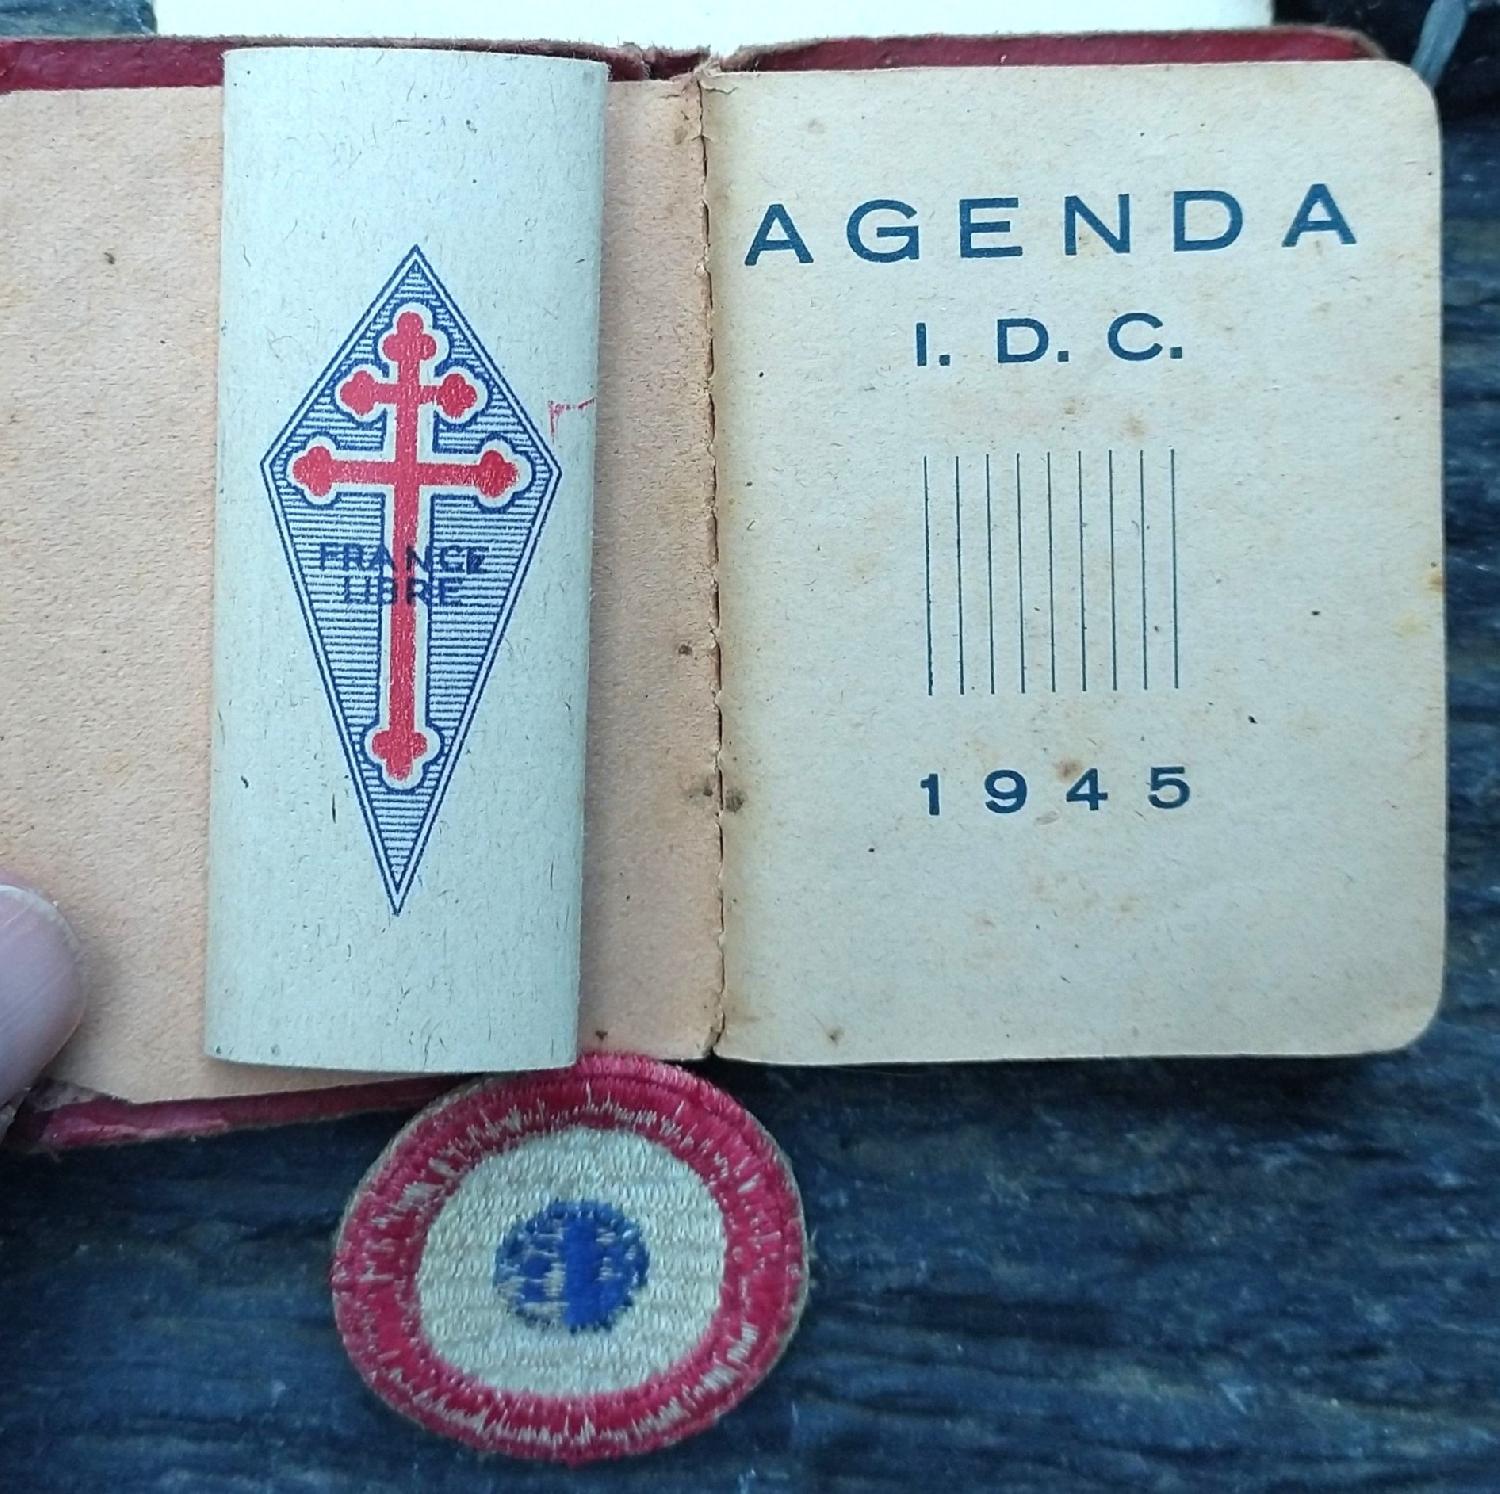 FRANCE
LIBRE
AGENDA
I. D. C.
1945